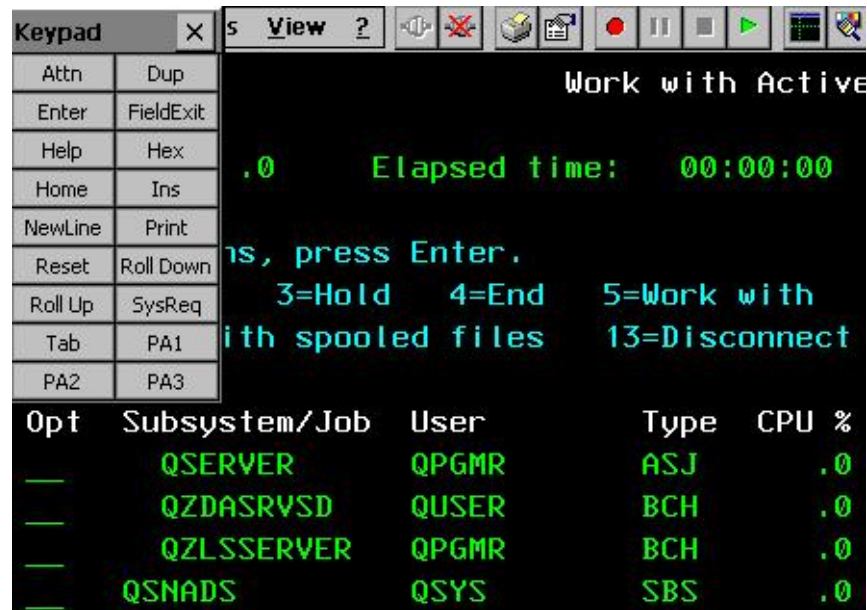 Keypad
s View ?
Attn Dup
Enter FieldExit
Help Hex
Home Ins
NewLine Print
Reset Roll Down
Roll Up SysReq
Tab PA1
PA2 PA3
Work with Active
.0 Elapsed time: 00:00:00
ns, press Enter.
3=Hold 4=End 5=Work with
ith spooled files 13=Disconnect
Opt Subsystem/Job User Type CPU %
QSERVER QPGMR ASJ .0
QZDASRVSD QUSER BCH .0
QZLSSERVER QPGMR BCH .0
QSNADS QSYS SBS .0